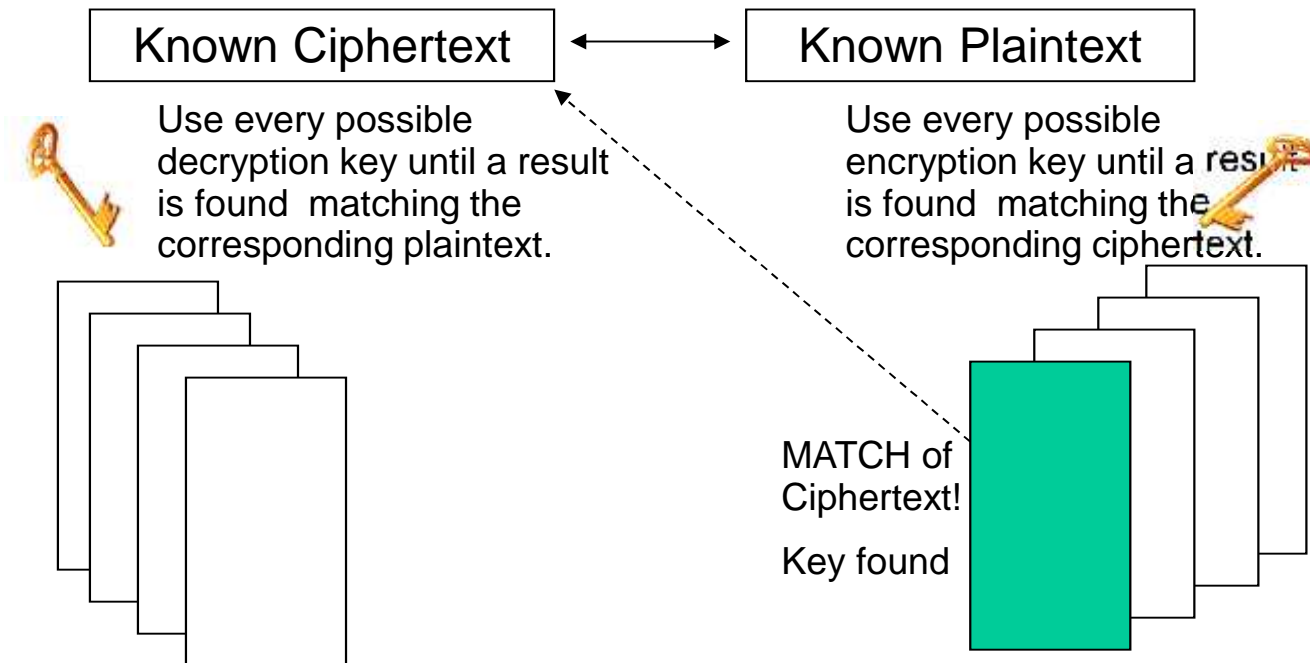 Known Ciphertext
Known Plaintext
Use every possible
decryption key until a result
is found matching the
corresponding plaintext.
Use every possible
encryption key until a result
is found matching the
corresponding ciphertext.
MATCH of
Ciphertext!
Key found